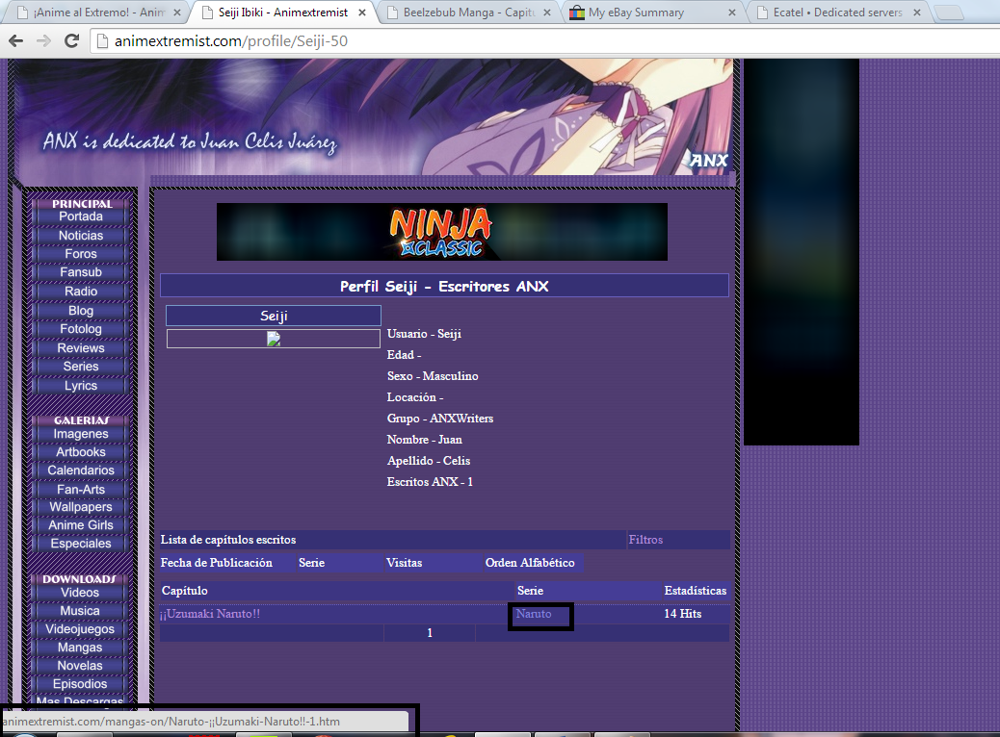 ¡Anime al Extremo! - Anim
Seiji Ibiki - Animextremist
Beelzebub Manga - Capitu
My eBay Summary
Ecatel • Dedicated servers
animextremist.com/profile/Seiji-50
ANX is dedicated to Juan Celis Juárez
ANX
PRINCIPAL
Portada
Noticias
Foros
Fansub
Radio
Blog
Fotolog
Reviews
Series
Lyrics
GALERIAS
Imagenes
Artbooks
Calendarios
Fan-Arts
Wallpapers
Anime Girls
Especiales
DOWNLOADS
Videos
Musica
Videojuegos
Mangas
Novelas
Episodios
Mas Descargas
NINJA
CLASSIC
Perfil Seiji - Escritores ANX
Seiji
Usuario - Seiji
Edad -
Sexo - Masculino
Locación -
Grupo - ANXWriters
Nombre - Juan
Apellido - Celis
Escritos ANX - 1
Lista de capítulos escritos Filtros
Fecha de Publicación Serie Visitas Orden Alfabético
Capítulo Serie Estadísticas
¡¡Uzumaki Naruto!! Naruto 14 Hits
1
animextremist.com/mangas-on/Naruto-¡¡Uzumaki-Naruto!!-1.htm